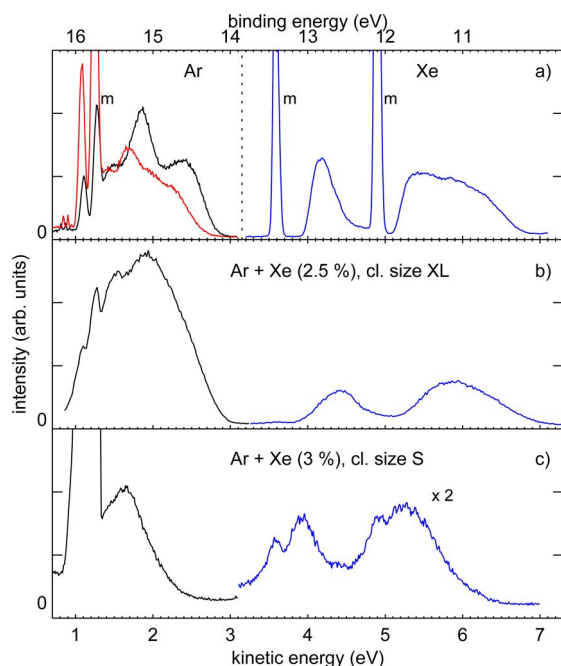 binding energy (eV)
16 15 14 13 12 11
Ar Xe a)
m m m
0
Ar + Xe (2.5 %), cl. size XL b)
0
Ar + Xe (3 %), cl. size S c)
x 2
0
intensity (arb. units)
1 2 3 4 5 6 7
kinetic energy (eV)